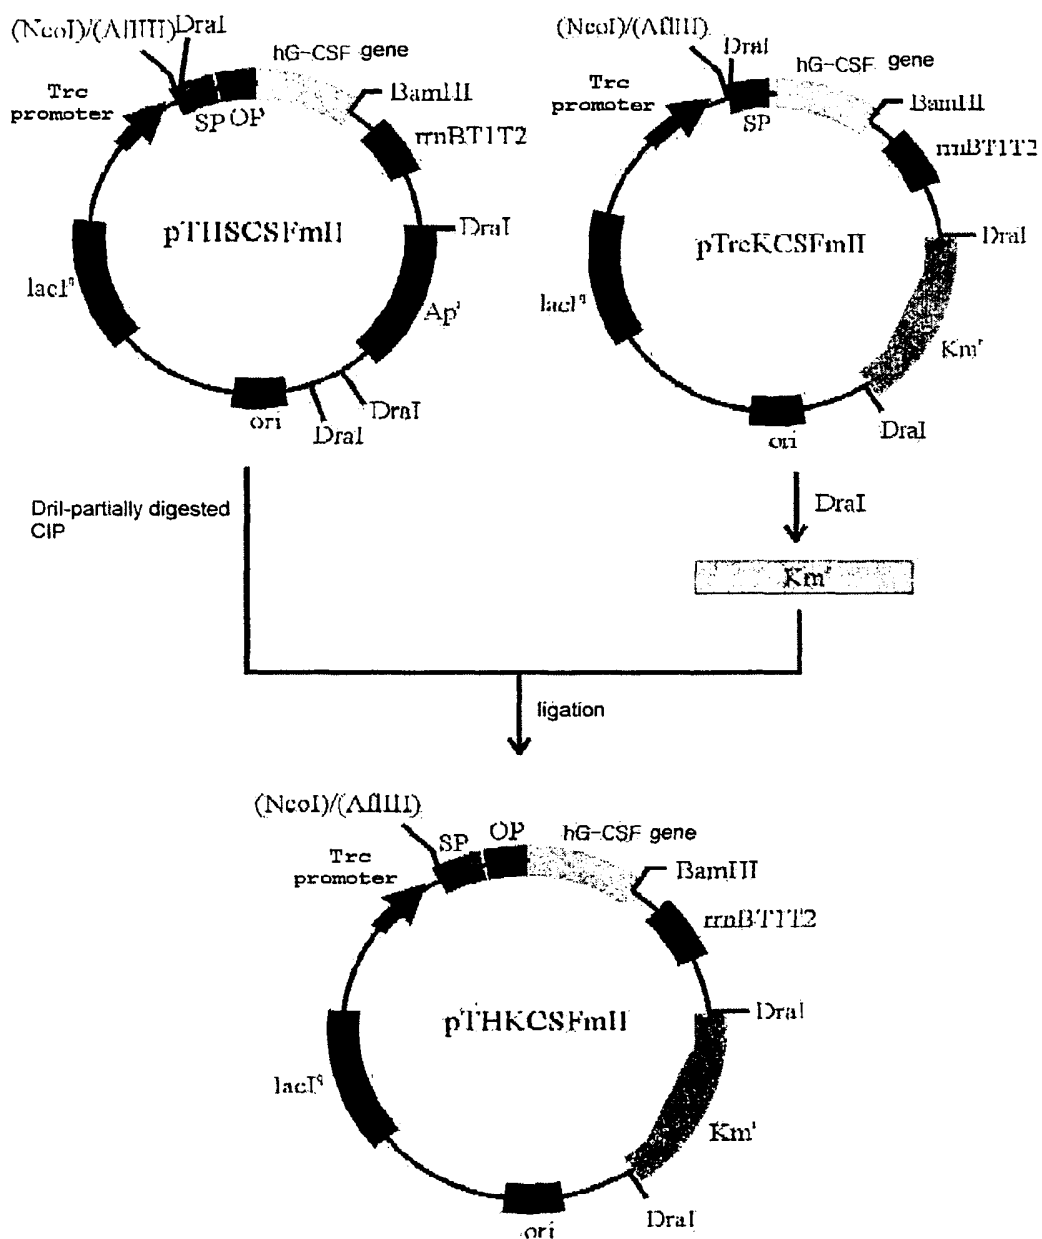 (NcoI)/(AflIII)
DraI
hG-CSF gene
Trc
promoter
SP
OP
BamHI
rrnBT1T2
pTHSCSFmII
DraI
lacI^q
Ap^r
DraI
DraI
ori
(NcoI)/(AflIII)
DraI
hG-CSF gene
Trc
promoter
SP
BamHI
rrnBT1T2
pTrcKCSFmII
DraI
lacI^q
Km^r
DraI
ori
DriI-partially digested
CIP
DraI
Km^r
ligation
(NcoI)/(AflIII)
SP
OP
hG-CSF gene
Trc
promoter
BamHI
rrnBT1T2
pTHKCSFmII
DraI
lacI^q
Km^r
DraI
ori